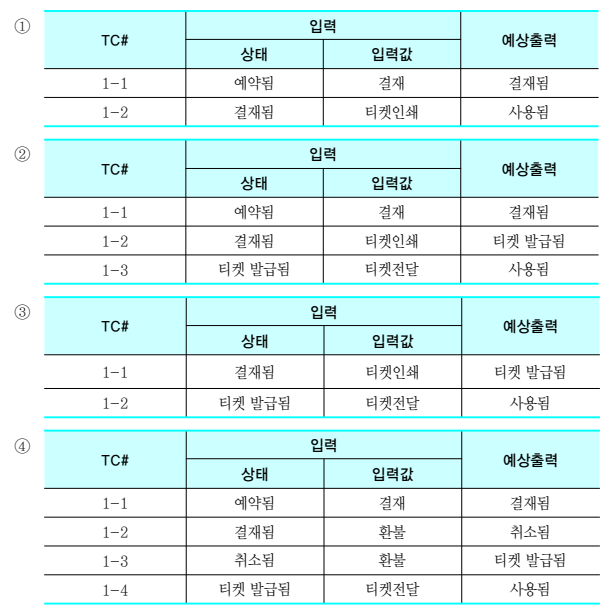 ①
TC# 입력 예상출력
상태 입력값
1-1 예약됨 결재 결재됨
1-2 결재됨 티켓인쇄 사용됨
②
TC# 입력 예상출력
상태 입력값
1-1 예약됨 결재 결재됨
1-2 결재됨 티켓인쇄 티켓 발급됨
1-3 티켓 발급됨 티켓전달 사용됨
③
TC# 입력 예상출력
상태 입력값
1-1 결재됨 티켓인쇄 티켓 발급됨
1-2 티켓 발급됨 티켓전달 사용됨
④
TC# 입력 예상출력
상태 입력값
1-1 예약됨 결재 결재됨
1-2 결재됨 환불 취소됨
1-3 취소됨 환불 티켓 발급됨
1-4 티켓 발급됨 티켓전달 사용됨